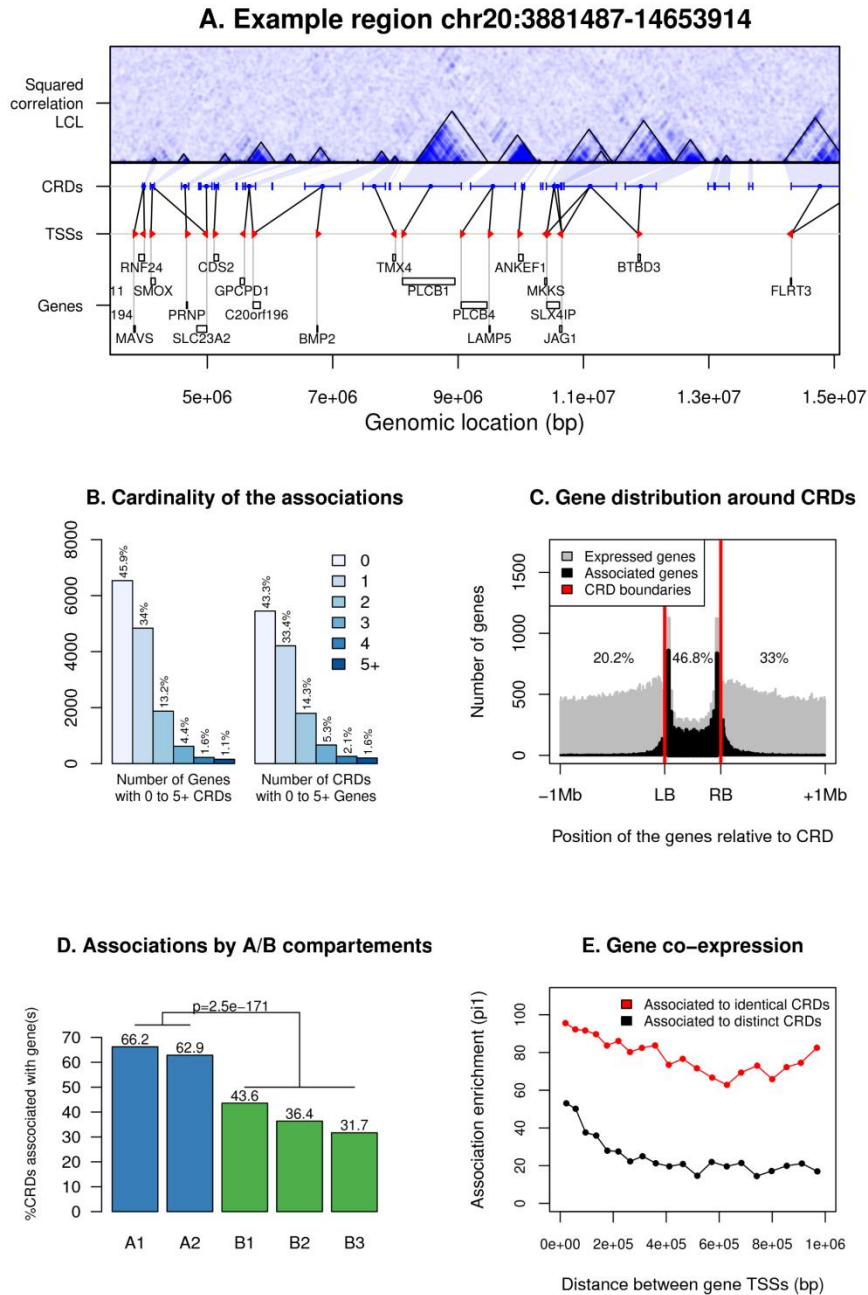 A. Example region chr20:3881487-14653914
Squared
correlation
LCL
CRDs
TSSs
Genes
RNF24
CDS2
TMX4
ANKEF1
BTBD3
11
SMOX
GPCPD1
PLCB1
MKKS
FLRT3
194
PRNP
C20orf196
PLCB4
SLX4IP
MAVS
SLC23A2
BMP2
LAMP5
JAG1
5e+06
7e+06
9e+06
1.1e+07
1.3e+07
1.5e+07
Genomic location (bp)
B. Cardinality of the associations
8000
6000
4000
2000
0
45.9%
34%
13.2%
4.4%
1.6%
1.1%
43.3%
33.4%
14.3%
5.3%
2.1%
1.6%
0
1
2
3
4
5+
Number of Genes
with 0 to 5+ CRDs
Number of CRDs
with 0 to 5+ Genes
C. Gene distribution around CRDs
Number of genes
1500
1000
500
0
Expressed genes
Associated genes
CRD boundaries
20.2%
46.8%
33%
−1Mb
LB
RB
+1Mb
Position of the genes relative to CRD
D. Associations by A/B compartements
%CRDs asscociated with gene(s)
70
60
50
40
30
20
10
0
p=2.5e−171
66.2
62.9
43.6
36.4
31.7
A1
A2
B1
B2
B3
E. Gene co−expression
Association enrichment (pi1)
100
80
60
40
20
0
Associated to identical CRDs
Associated to distinct CRDs
0e+00
2e+05
4e+05
6e+05
8e+05
1e+06
Distance between gene TSSs (bp)